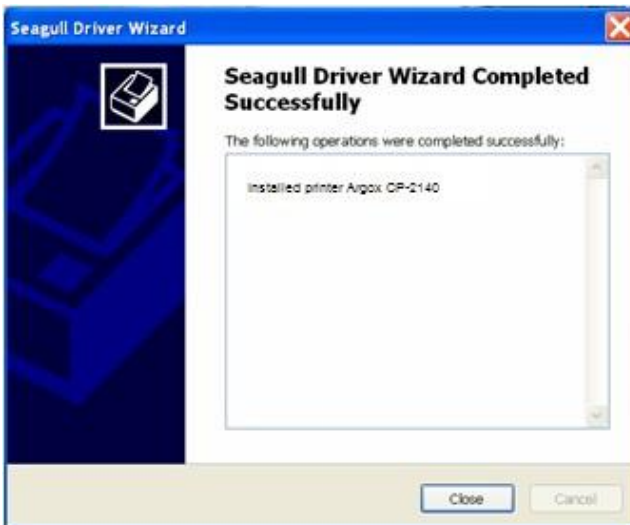 Seagull Driver Wizard
Seagull Driver Wizard Completed
Successfully
The following operations were completed successfully:
Installed printer Argox CP-2140
Close
Cancel